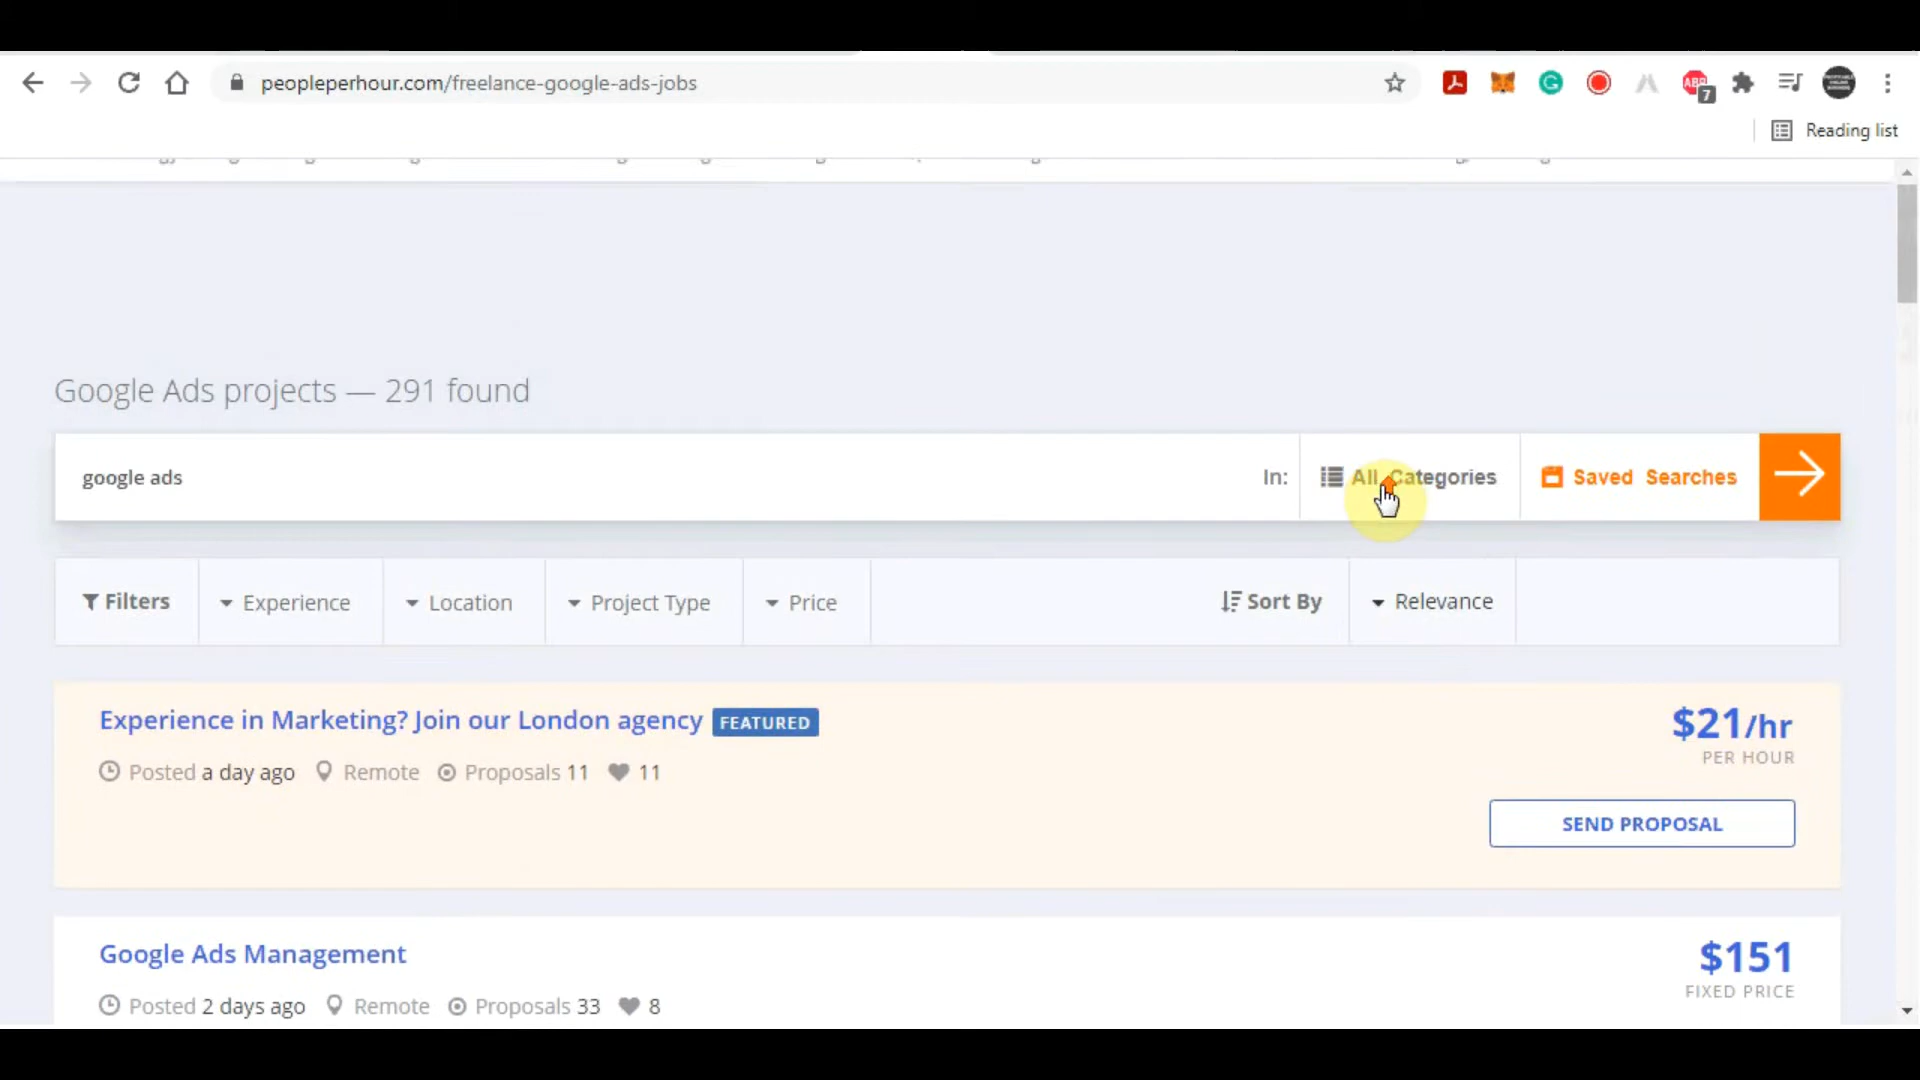 peopleperhour.com/freelance-google-ads-jobs
ABP
7
Reading list
Google Ads projects — 291 found
google ads
In:
All Categories
Saved Searches
Filters
Experience
Location
Project Type
Price
Sort By
Relevance
Experience in Marketing? Join our London agency FEATURED
$21/hr
PER HOUR
Posted a day ago Remote Proposals 11 11
SEND PROPOSAL
Google Ads Management
$151
FIXED PRICE
Posted 2 days ago Remote Proposals 33 8